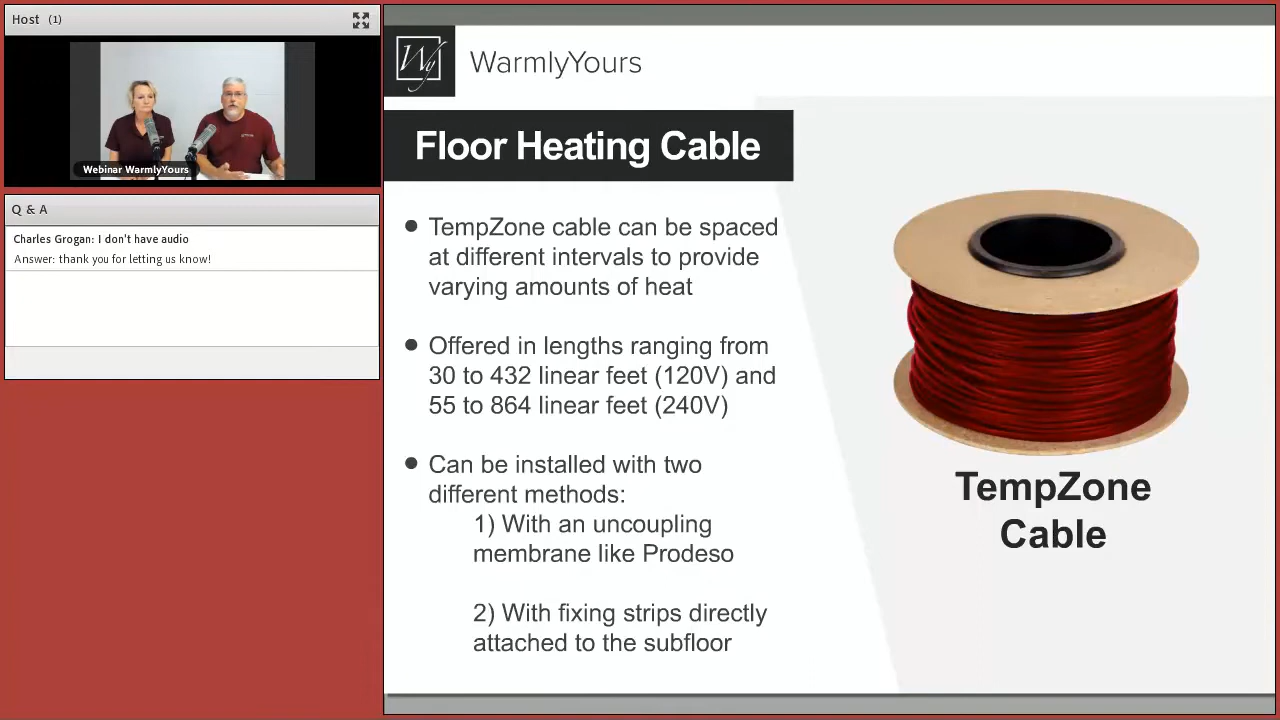 Host (1)
Webinar WarmlyYours
Q & A
Charles Grogan: I don't have audio
Answer: thank you for letting us know!
Wy
WarmlyYours
Floor Heating Cable
• TempZone cable can be spaced
at different intervals to provide
varying amounts of heat
• Offered in lengths ranging from
30 to 432 linear feet (120V) and
55 to 864 linear feet (240V)
• Can be installed with two
different methods:
1) With an uncoupling
membrane like Prodeso
2) With fixing strips directly
attached to the subfloor
TempZone
Cable